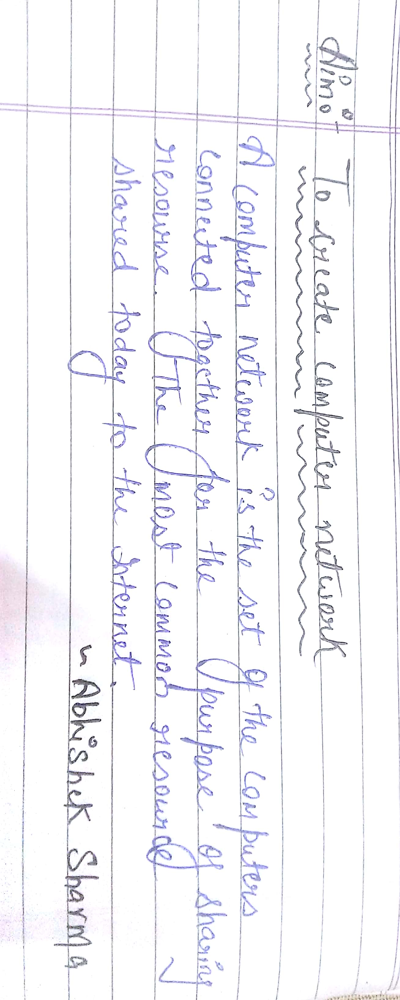 Aim :- To create computer network
A computer network is the set of the computers
connected together for the purpose of sharing
resourse. The most common resource
shared today to the internet.
~ Abhishek Sharma